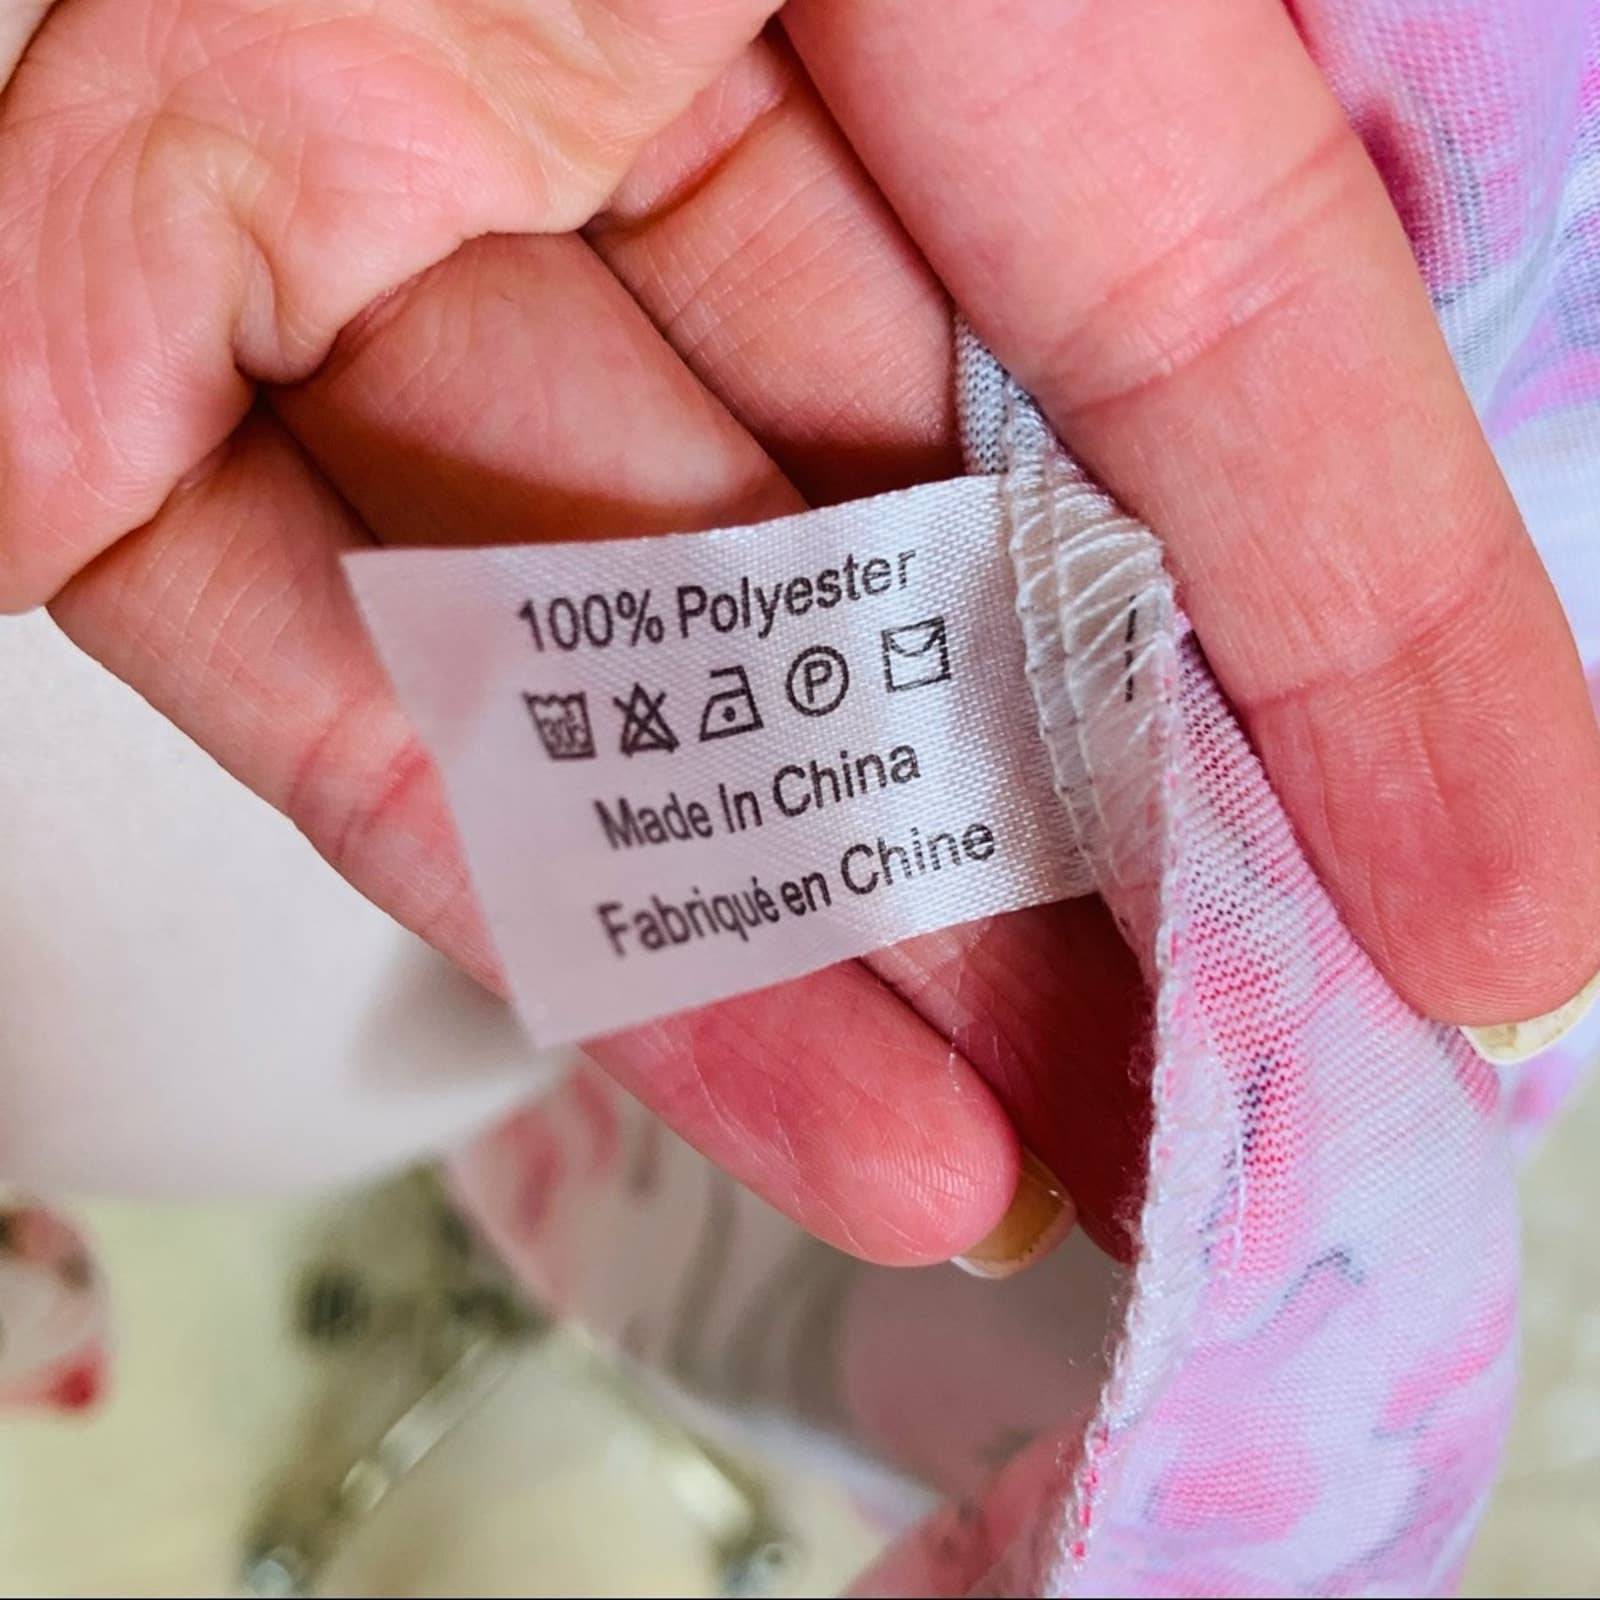 100% Polyester
P
Made In China
Fabriqué en Chine